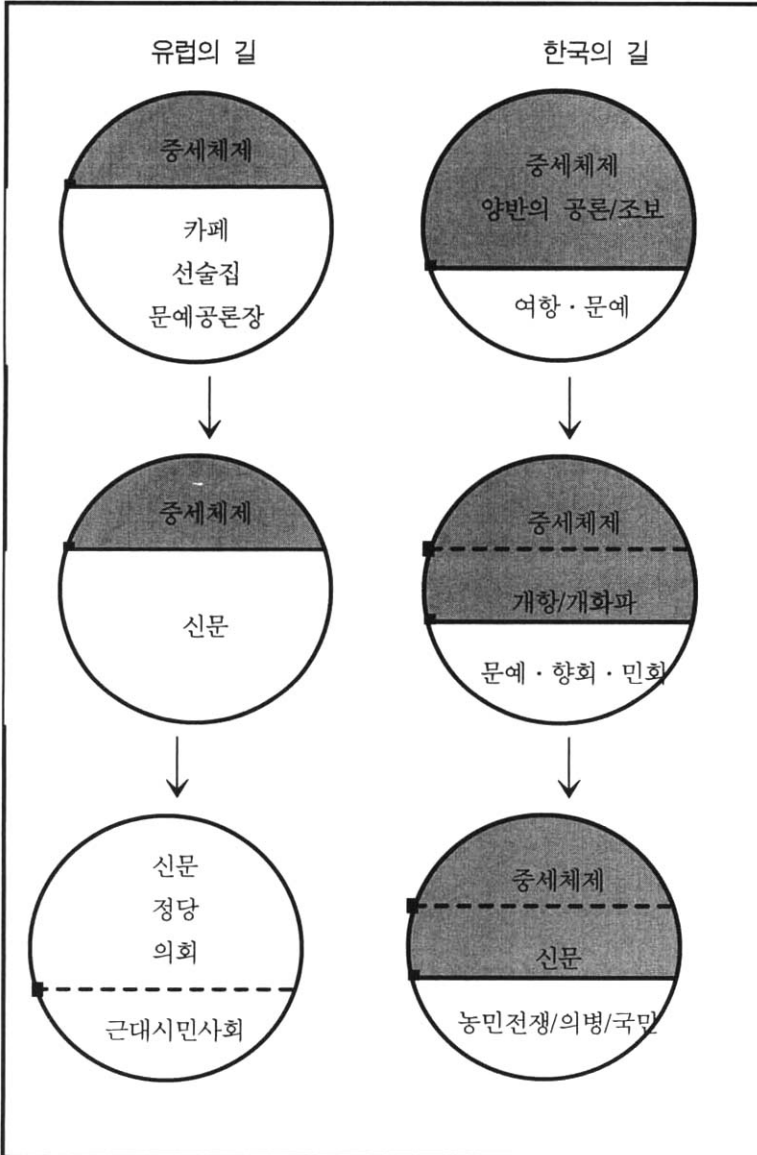 유럽의 길
중세체제
카페
선술집
문예공론장
중세체제
신문
신문
정당
의회
근대시민사회
한국의 길
중세체제
양반의 공론/조보
여항·문예
중세체제
개항/개화파
문예·향회·민회
중세체제
신문
농민전쟁/의병/국민